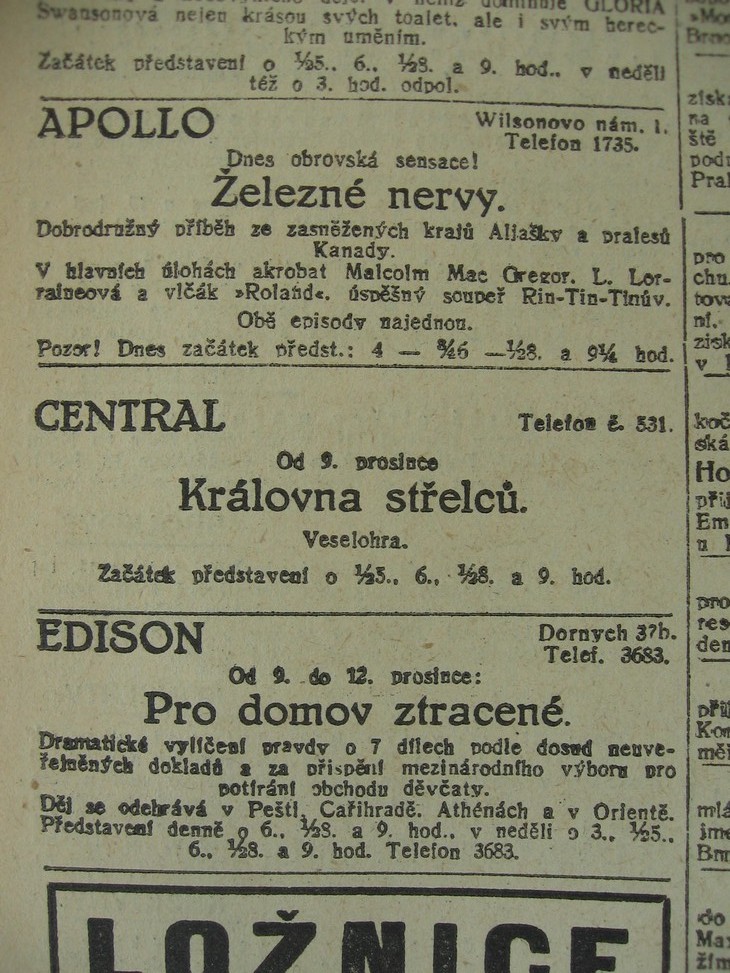 dominuje GLORIA
Swansonová nejen krásou svých toalet, ale i svým herec-
kým uměním.
Začátek představení o ½5., 6., ½8. a 9. hod., v neděli
též o 3. hod. odpol.
APOLLO
Wilsonovo nám. 1.
Telefon 1735.
Dnes obrovská sensace!
Železné nervy.
Dobrodružný příběh ze zasněžených krajů Aljašky a pralesů
Kanady.
V hlavních úlohách akrobat Malcolm Mac Gregor. L. Lor-
raineová a vlčák »Roland«. úspěšný soupeř Rin-Tin-Tinův.
Obě episody najednou.
Pozor! Dnes začátek předst.: 4 — ¾6 —½8. a 9¼ hod.
CENTRAL
Telefon č. 531.
Od 9. prosince
Královna střelců.
Veselohra.
Začátek představení o ½5., 6., ½8. a 9. hod.
EDISON
Dornych 37b.
Telef. 3683.
Od 9. do 12. prosince:
Pro domov ztracené.
Dramatické vylíčení pravdy o 7 dílech podle dosud neuve-
řejněných dokladů a za přispění mezinárodního výboru pro
potírání obchodu děvčaty.
Děj se odehrává v Pešti, Cařihradě. Athénách a v Orientě.
Představení denně o 6., ½8. a 9. hod., v neděli o 3., ½5.,
6., ½8. a 9. hod. Telefon 3683.
LOŽNICE